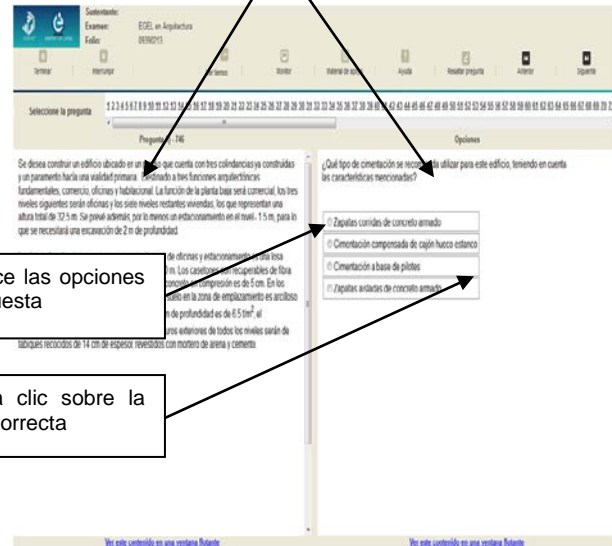 Sustentante:
Examen: EGEL en Arquitectura
Folio:
Terminar Interrumpir Monitor Material de apoyo Ayuda Resaltar pregunta Anterior Siguiente
Seleccione la pregunta
Opciones
Se desea construir un edificio ubicado en un que cuenta con tres colindancias ya construidas
y un paramento hacia una vialidad primaria. destinado a tres funciones arquitectónicas
fundamentales, comercio, oficinas y habitacional. La función de la planta baja será comercial, los tres
niveles siguientes serán oficinas y los siete niveles restantes viviendas, los que representan una
altura total de 32.5 m. Se prevé además, por lo menos un estacionamiento en el nivel -1.5 m, para lo
que se necesitará una excavación de 2 m de profundidad.
de oficinas y estacionamiento es una losa
0 m. Los casetones son recuperables de fibra
concreto en compresión es de 5 cm. En los
suelo en la zona de emplazamiento es arcilloso
m de profundidad es de 6.5 t/m², el
uros exteriores de todos los niveles serán de
tabiques recocidos de 14 cm de espesor revestidos con mortero de arena y cemento
¿Qué tipo de cimentación se recomienda utilizar para este edificio, teniendo en cuenta
las características mencionadas?
Zapatas corridas de concreto armado
Cimentación compensada de cajón hueco estanco
Cimentación a base de pilotes
Zapatas aisladas de concreto armado
ce las opciones
uesta
a clic sobre la
orrecta
Ver este contenido en una ventana flotante
Ver este contenido en una ventana flotante